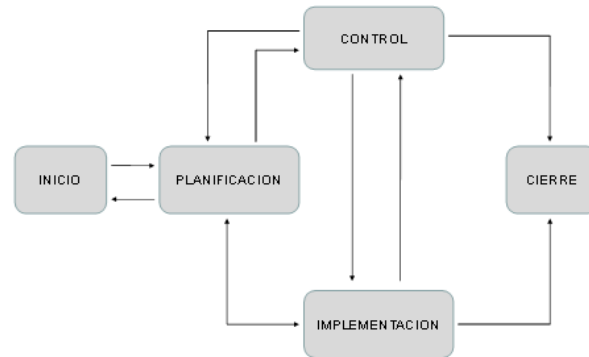 CONTROL
INICIO
PLANIFICACION
CIERRE
IMPLEMENTACION